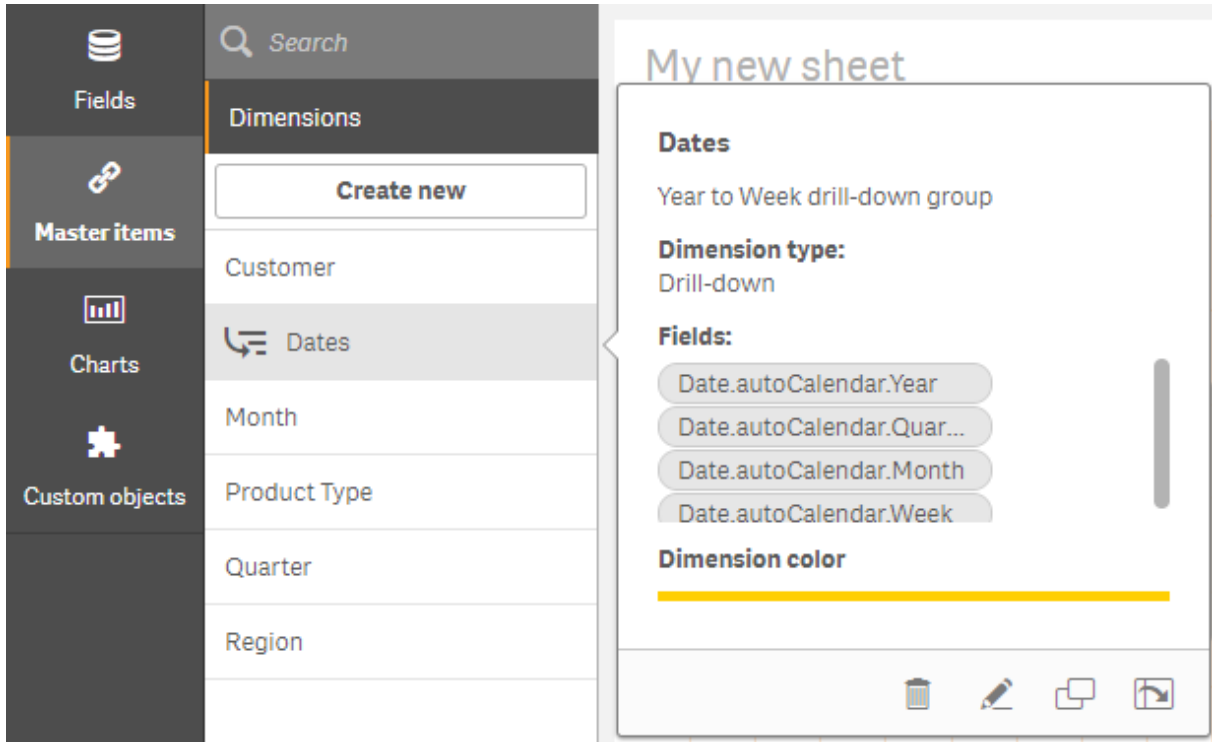 Fields
Master items
Charts
Custom objects
Search
Dimensions
Create new
Customer
Dates
Month
Product Type
Quarter
Region
My new sheet
Dates
Year to Week drill-down group
Dimension type:
Drill-down
Fields:
Date.autoCalendar.Year
Date.autoCalendar.Quar...
Date.autoCalendar.Month
Date.autoCalendar.Week
Dimension color